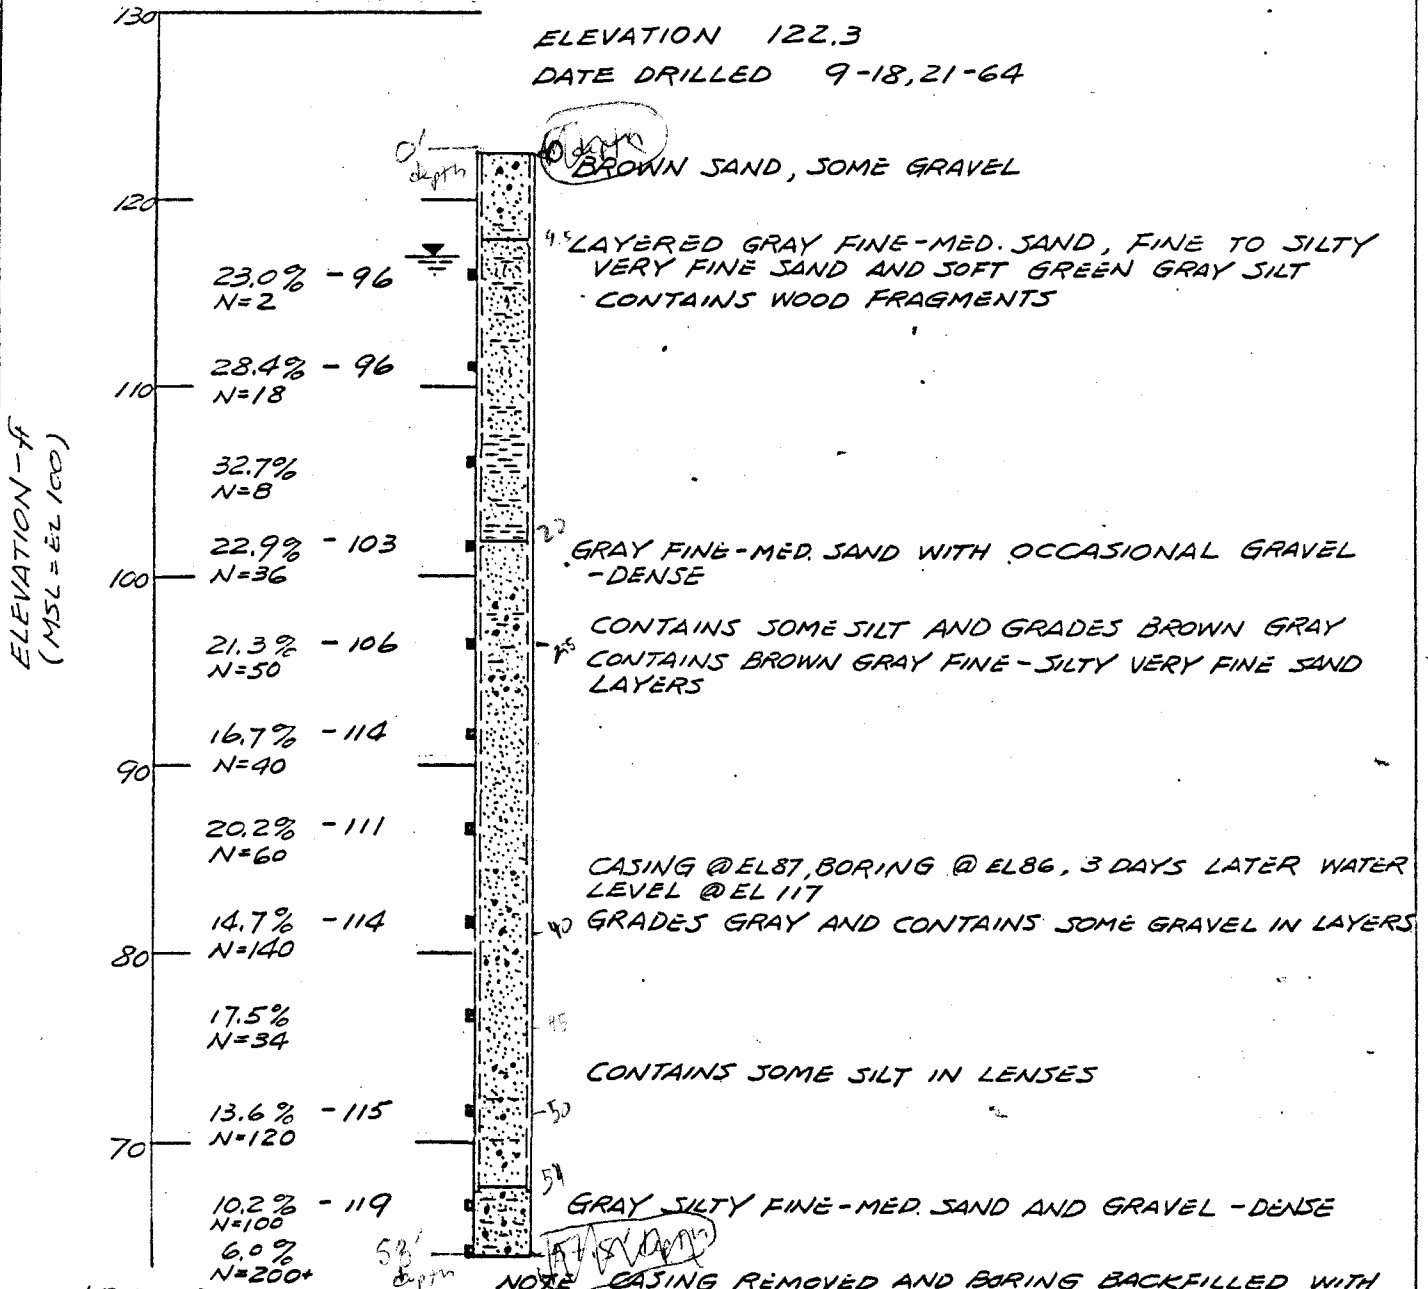 130
ELEVATION 122.3
DATE DRILLED 9-18,21-64
0'
depth
BROWN SAND, SOME GRAVEL
120
4.5
LAYERED GRAY FINE-MED. SAND, FINE TO SILTY
VERY FINE SAND AND SOFT GREEN GRAY SILT
CONTAINS WOOD FRAGMENTS
23.0% - 96
N=2
28.4% - 96
N=18
110
ELEVATION-ft
(MSL = EL 100)
32.7%
N=8
22.9% - 103
N=36
GRAY FINE-MED. SAND WITH OCCASIONAL GRAVEL
-DENSE
100
CONTAINS SOME SILT AND GRADES BROWN GRAY
21.3% - 106
N=50
CONTAINS BROWN GRAY FINE-SILTY VERY FINE SAND
LAYERS
16.7% - 114
N=40
90
20.2% - 111
N=60
CASING @ EL87, BORING @ EL86, 3 DAYS LATER WATER
LEVEL @ EL 117
14.7% - 114
N=140
40
GRADES GRAY AND CONTAINS SOME GRAVEL IN LAYERS
80
17.5%
N=34
45
CONTAINS SOME SILT IN LENSES
13.6% - 115
N=120
50
70
54
10.2% - 119
N=100
GRAY SILTY FINE-MED. SAND AND GRAVEL -DENSE
6.0%
N=200+
58'
depth
NOTE CASING REMOVED AND BORING BACKFILLED WITH